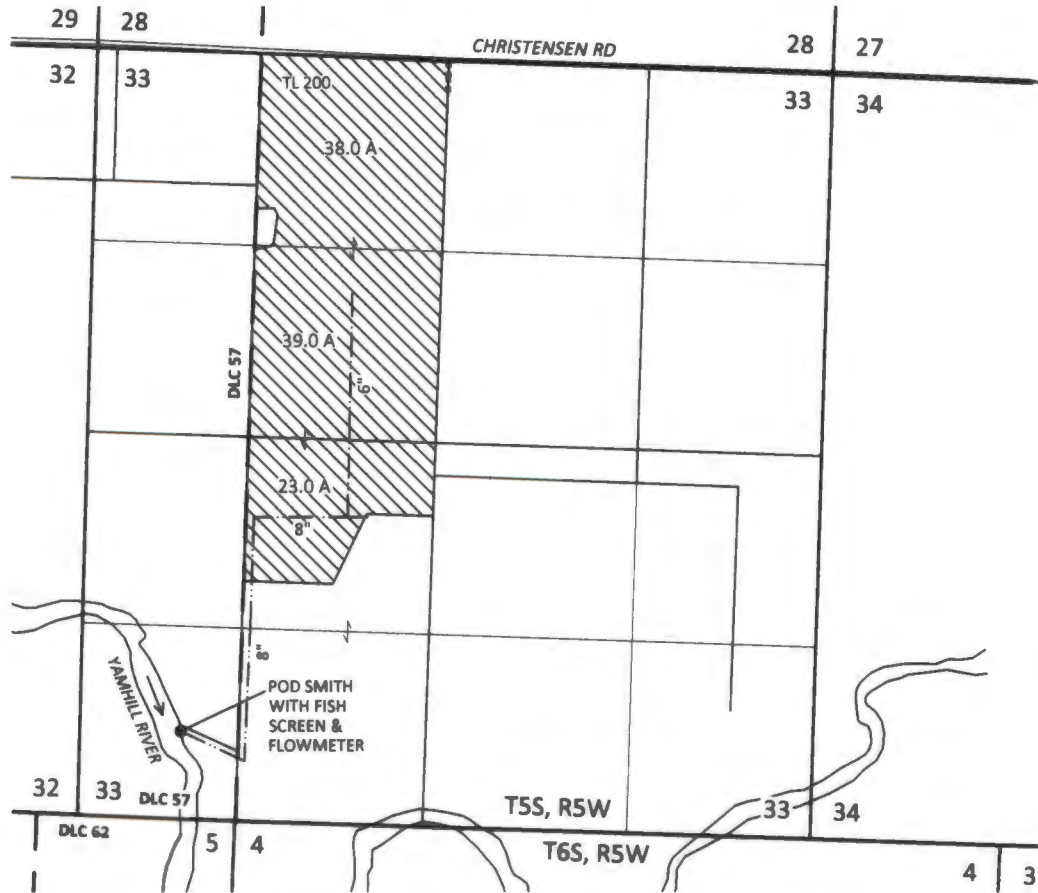 29 28
CHRISTENSEN RD
28 27
32 33
TL 200
33 34
38.0 A
39.0 A
DLC 57
6"
23.0 A
8"
8"
YAMHILL RIVER
POD SMITH
WITH FISH
SCREEN &
FLOWMETER
32 33
DLC 57
T5S, R5W
33 34
DLC 62
5 4
T6S, R5W
4 3